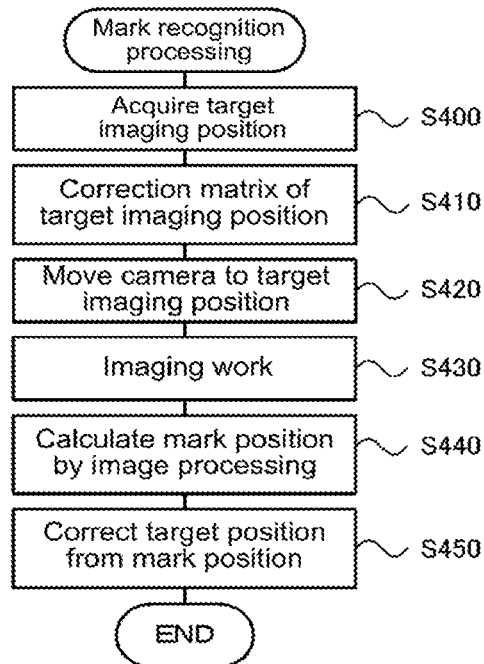 Mark recognition
processing
Acquire target
imaging position
S400
Correction matrix of
target imaging position
S410
Move camera to target
imaging position
S420
Imaging work
S430
Calculate mark position
by image processing
S440
Correct target position
from mark position
S450
END